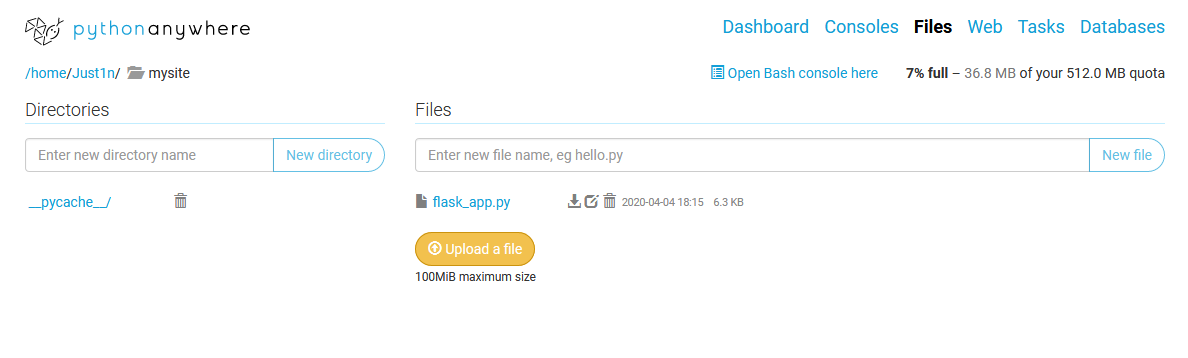 pythonanywhere
Dashboard Consoles Files Web Tasks Databases
/home/Just1n/ mysite
Open Bash console here 7% full – 36.8 MB of your 512.0 MB quota
Directories
Files
Enter new directory name New directory
Enter new file name, eg hello.py New file
__pycache__/
flask_app.py 2020-04-04 18:15 6.3 KB
Upload a file
100MiB maximum size